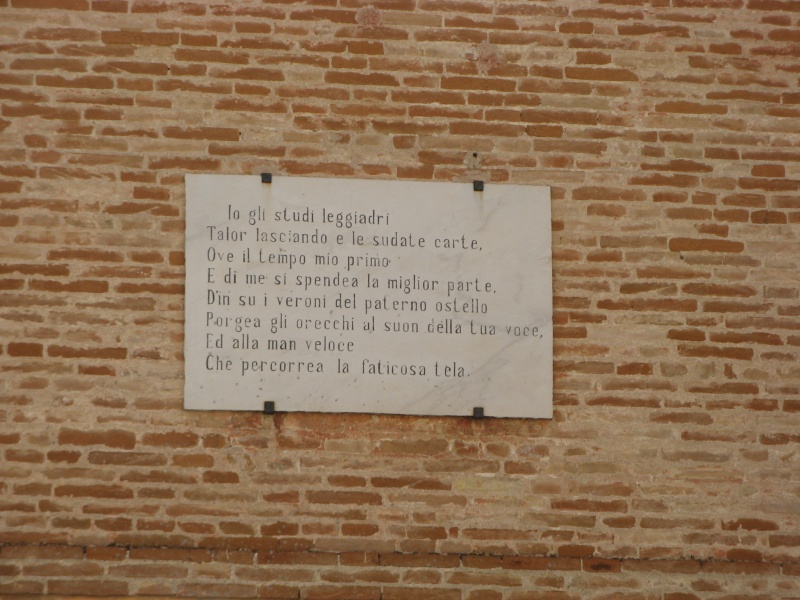 Io gli studi leggiadri
Talor lasciando e le sudate carte,
Ove il tempo mio primo
E di me si spendea la miglior parte,
D'in su i veroni del paterno ostello
Porgea gli orecchi al suon della tua voce,
Ed alla man veloce
Che percorrea la faticosa tela.